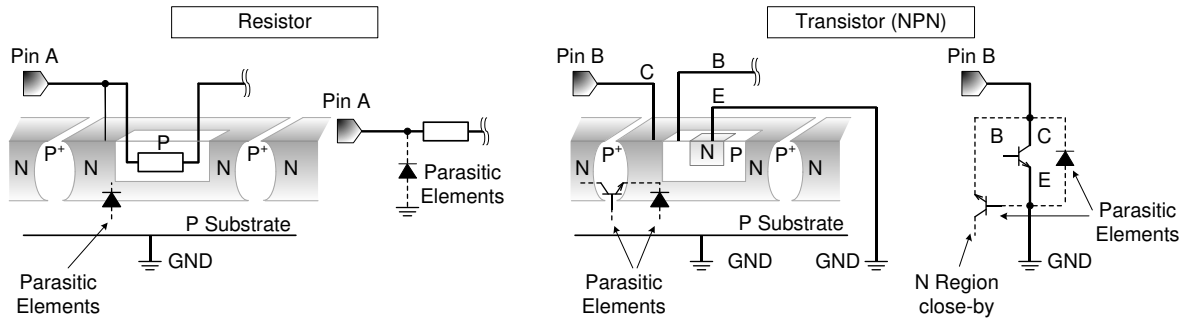 Resistor
Transistor (NPN)
Pin A
Pin A
N
P⁺
N
P
P⁺
N
N
Parasitic
Elements
P Substrate
GND
Parasitic
Elements
Pin B
C
B
E
N
P⁺
N
N
P
P⁺
N
N
P Substrate
GND
GND
Parasitic
Elements
Pin B
B
C
E
Parasitic
Elements
GND
N Region
close-by